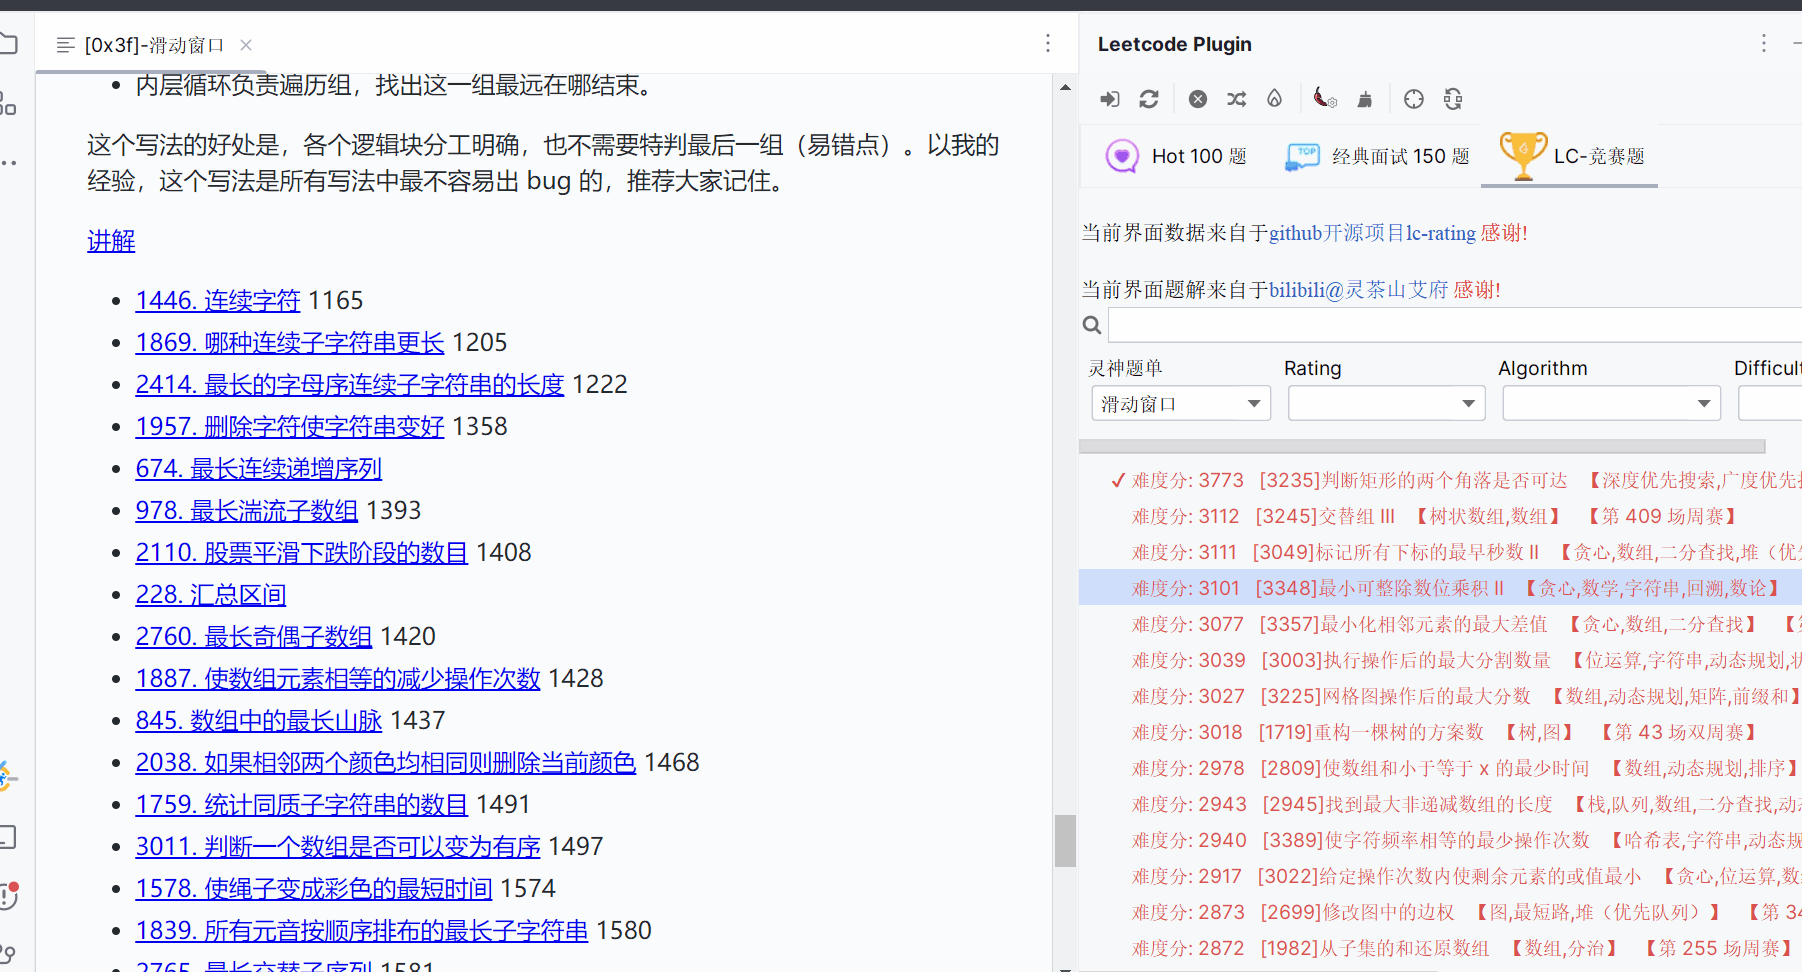 [0x3f]-滑动窗口
内层循环负责遍历组，找出这一组最远在哪结束。
这个写法的好处是，各个逻辑块分工明确，也不需要特判最后一组（易错点）。以我的
经验，这个写法是所有写法中最不容易出 bug 的，推荐大家记住。
讲解
1446. 连续字符 1165
1869. 哪种连续子字符串更长 1205
2414. 最长的字母序连续子字符串的长度 1222
1957. 删除字符使字符串变好 1358
674. 最长连续递增序列
978. 最长湍流子数组 1393
2110. 股票平滑下跌阶段的数目 1408
228. 汇总区间
2760. 最长奇偶子数组 1420
1887. 使数组元素相等的减少操作次数 1428
845. 数组中的最长山脉 1437
2038. 如果相邻两个颜色均相同则删除当前颜色 1468
1759. 统计同质子字符串的数目 1491
3011. 判断一个数组是否可以变为有序 1497
1578. 使绳子变成彩色的最短时间 1574
1839. 所有元音按顺序排布的最长子字符串 1580
2765. 最长交替子序列 1581
Leetcode Plugin
Hot 100 题
TOP
经典面试 150 题
LC-竞赛题
当前界面数据来自于github开源项目lc-rating 感谢!
当前界面题解来自于bilibili@灵茶山艾府 感谢!
灵神题单 Rating Algorithm Difficult
滑动窗口
✓ 难度分: 3773 [3235]判断矩形的两个角落是否可达 【深度优先搜索,广度优先搜
难度分: 3112 [3245]交替组 III 【树状数组,数组】 【第 409 场周赛】
难度分: 3111 [3049]标记所有下标的最早秒数 II 【贪心,数组,二分查找,堆（优先
难度分: 3101 [3348]最小可整除数位乘积 II 【贪心,数学,字符串,回溯,数论】
难度分: 3077 [3357]最小化相邻元素的最大差值 【贪心,数组,二分查找】 【第
难度分: 3039 [3003]执行操作后的最大分割数量 【位运算,字符串,动态规划,状
难度分: 3027 [3225]网格图操作后的最大分数 【数组,动态规划,矩阵,前缀和】
难度分: 3018 [1719]重构一棵树的方案数 【树,图】 【第 43 场双周赛】
难度分: 2978 [2809]使数组和小于等于 x 的最少时间 【数组,动态规划,排序】
难度分: 2943 [2945]找到最大非递减数组的长度 【栈,队列,数组,二分查找,动态
难度分: 2940 [3389]使字符频率相等的最少操作次数 【哈希表,字符串,动态规
难度分: 2917 [3022]给定操作次数内使剩余元素的或值最小 【贪心,位运算,数组
难度分: 2873 [2699]修改图中的边权 【图,最短路,堆（优先队列）】 【第 34
难度分: 2872 [1982]从子集的和还原数组 【数组,分治】 【第 255 场周赛】